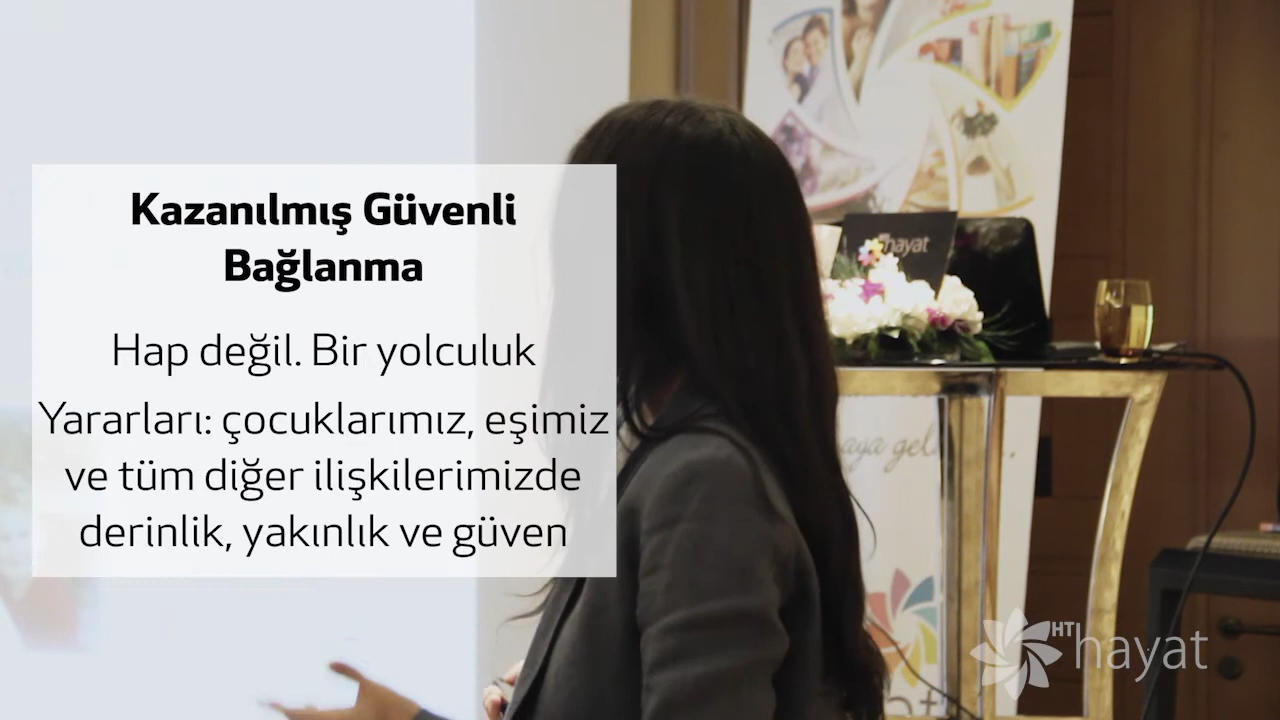 Kazanılmış Güvenli
Bağlanma
Hap değil. Bir yolculuk
Yararları: çocuklarımız, eşimiz
ve tüm diğer ilişkilerimizde
derinlik, yakınlık ve güven
hayat
HT hayat